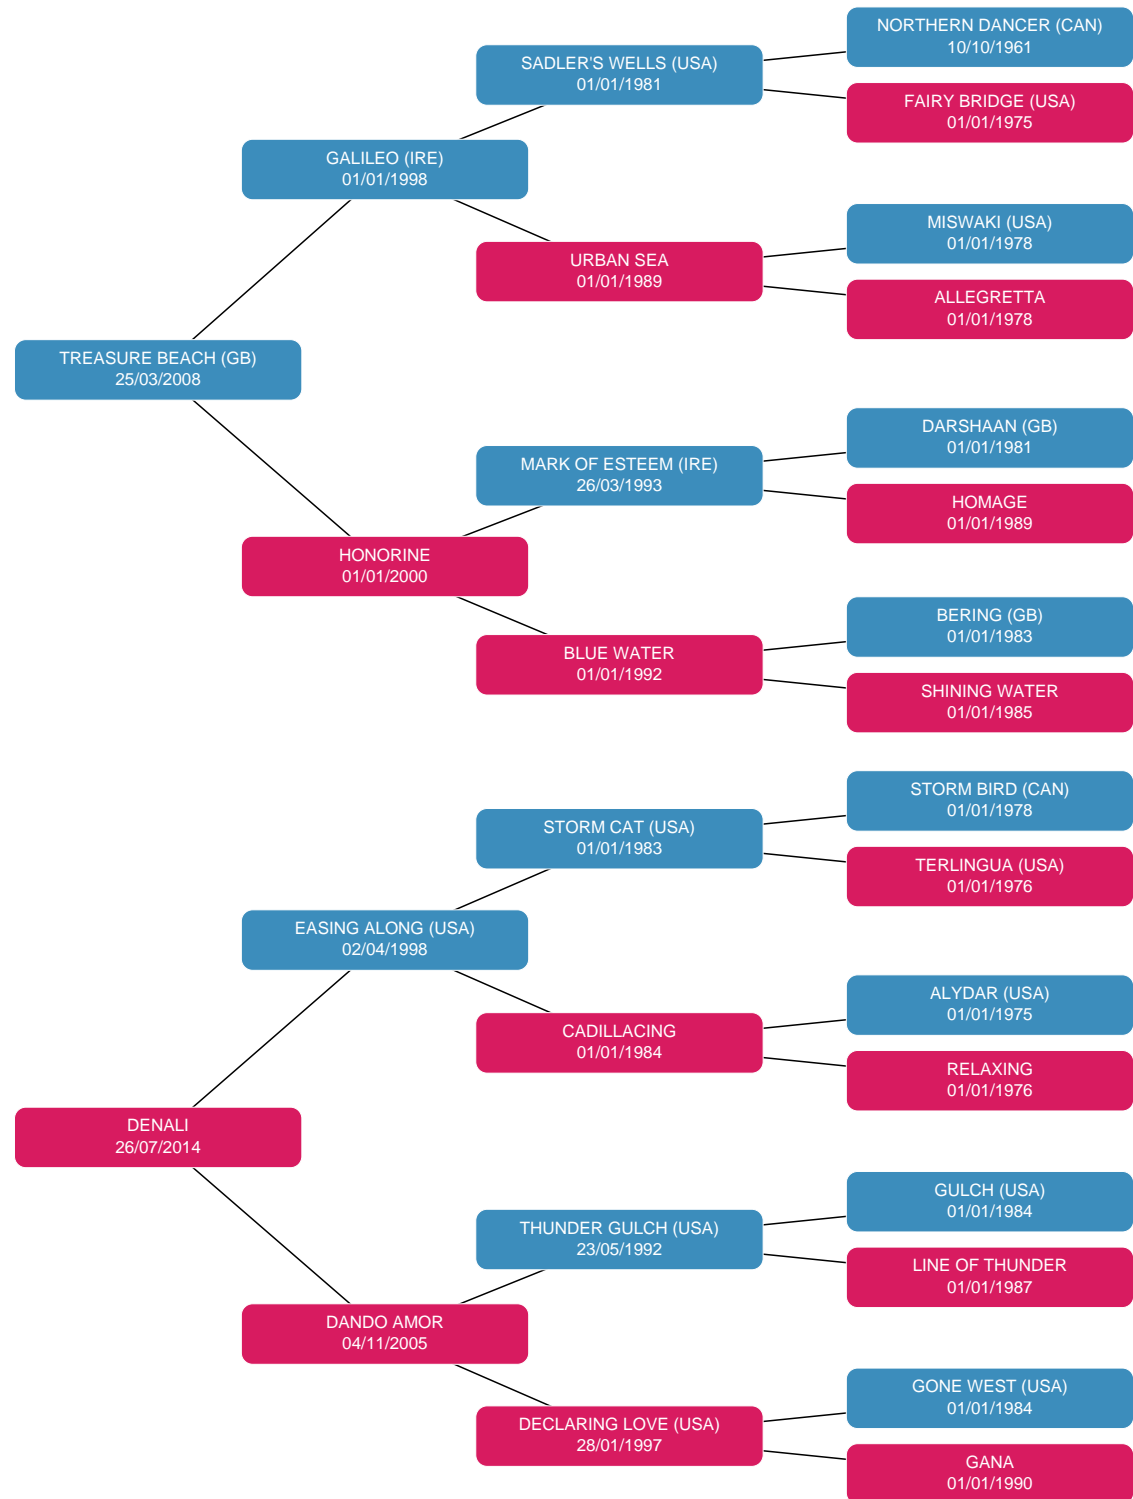 NORTHERN DANCER (CAN)
10/10/1961
SADLER'S WELLS (USA)
01/01/1981
FAIRY BRIDGE (USA)
01/01/1975
GALILEO (IRE)
01/01/1998
MISWAKI (USA)
01/01/1978
URBAN SEA
01/01/1989
ALLEGRETTA
01/01/1978
TREASURE BEACH (GB)
25/03/2008
DARSHAAN (GB)
01/01/1981
MARK OF ESTEEM (IRE)
26/03/1993
HOMAGE
01/01/1989
HONORINE
01/01/2000
BERING (GB)
01/01/1983
BLUE WATER
01/01/1992
SHINING WATER
01/01/1985
STORM BIRD (CAN)
01/01/1978
STORM CAT (USA)
01/01/1983
TERLINGUA (USA)
01/01/1976
EASING ALONG (USA)
02/04/1998
ALYDAR (USA)
01/01/1975
CADILLACING
01/01/1984
RELAXING
01/01/1976
DENALI
26/07/2014
GULCH (USA)
01/01/1984
THUNDER GULCH (USA)
23/05/1992
LINE OF THUNDER
01/01/1987
DANDO AMOR
04/11/2005
GONE WEST (USA)
01/01/1984
DECLARING LOVE (USA)
28/01/1997
GANA
01/01/1990